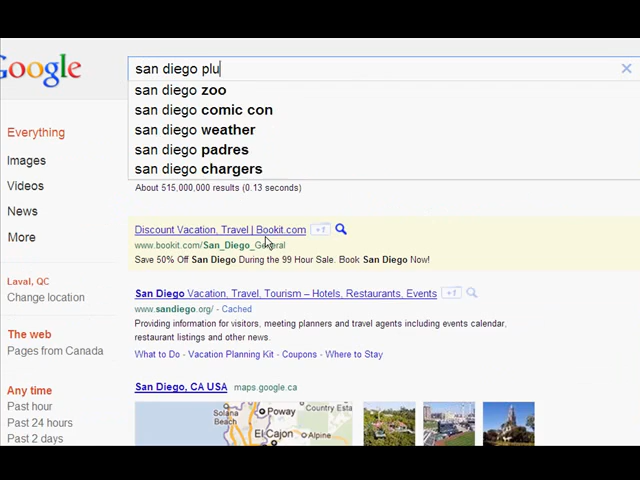 Google
san diego plu
san diego zoo
san diego comic con
san diego weather
san diego padres
san diego chargers
About 515,000,000 results (0.13 seconds)
Everything
Images
Videos
News
More
Laval, QC
Change location
The web
Pages from Canada
Any time
Past hour
Past 24 hours
Past 2 days
Discount Vacation, Travel | Bookit.com +1
www.bookit.com/San_Diego_General
Save 50% Off San Diego During the 99 Hour Sale. Book San Diego Now!
San Diego Vacation, Travel, Tourism – Hotels, Restaurants, Events +1
www.sandiego.org/ - Cached
Providing information for visitors, meeting planners and travel agents including events calendar,
restaurant listings and other news.
What to Do - Vacation Planning Kit - Coupons - Where to Stay
San Diego, CA USA maps.google.ca
Solana
Beach
Poway
Country Esta
El Cajon
Alpine